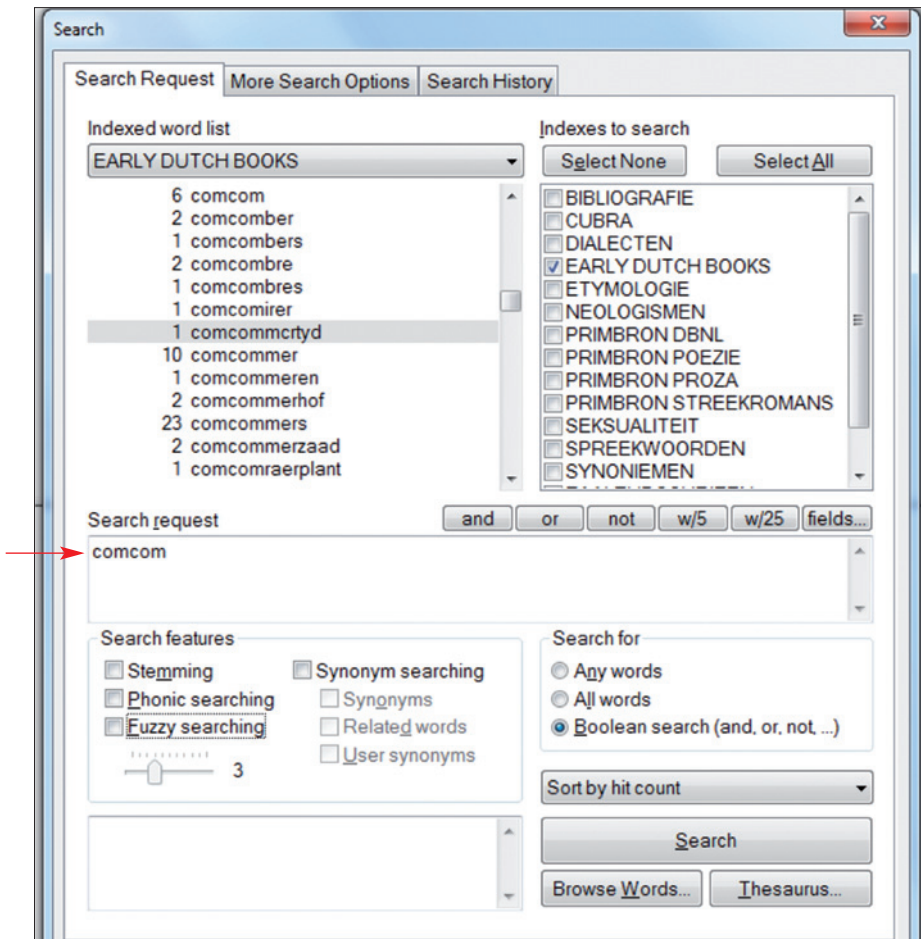 Search
Search Request More Search Options Search History
Indexed word list
EARLY DUTCH BOOKS
6 comcom
2 comcomber
1 comcombers
2 comcombre
1 comcombres
1 comcomirer
1 comcommcrtyd
10 comcommer
1 comcommeren
2 comcommerhof
23 comcommers
2 comcommerzaad
1 comcomraerplant
Indexes to search
Select None Select All
BIBLIOGRAFIE
CUBRA
DIALECTEN
EARLY DUTCH BOOKS
ETYMOLOGIE
NEOLOGISMEN
PRIMBRON DBNL
PRIMBRON POEZIE
PRIMBRON PROZA
PRIMBRON STREEKROMANS
SEKSUALITEIT
SPREEKWOORDEN
SYNONIEMEN
Search request and or not w/5 w/25 fields...
comcom
Search features
Stemming
Phonic searching
Fuzzy searching
3
Synonym searching
Synonyms
Related words
User synonyms
Search for
Any words
All words
Boolean search (and, or, not, ...)
Sort by hit count
Search
Browse Words... Thesaurus...